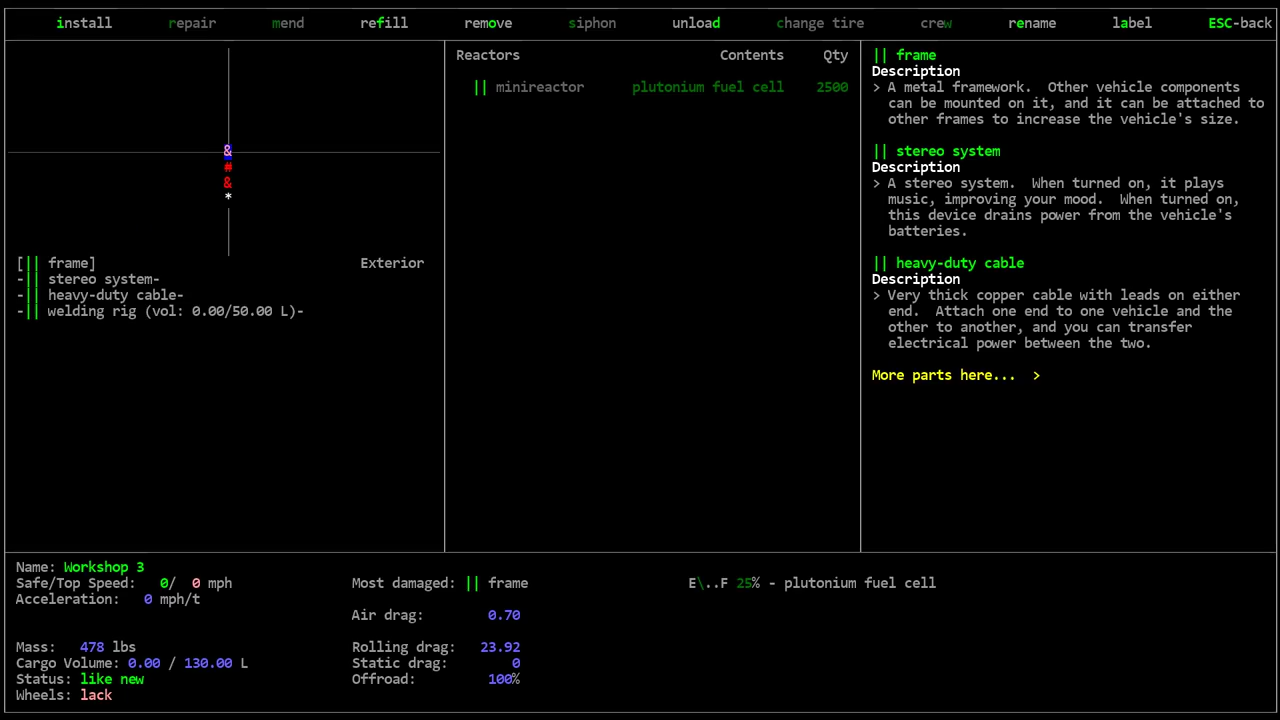 install repair mend refill remove siphon unload change tire crew rename label ESC-back
&
#
&
*
[|| frame] Exterior
-|| stereo system-
-|| heavy-duty cable-
-|| welding rig (vol: 0.00/50.00 L)-
Reactors Contents Qty
|| minireactor plutonium fuel cell 2500
|| frame
Description
> A metal framework. Other vehicle components
can be mounted on it, and it can be attached to
other frames to increase the vehicle's size.
|| stereo system
Description
> A stereo system. When turned on, it plays
music, improving your mood. When turned on,
this device drains power from the vehicle's
batteries.
|| heavy-duty cable
Description
> Very thick copper cable with leads on either
end. Attach one end to one vehicle and the
other to another, and you can transfer
electrical power between the two.
More parts here... >
Name: Workshop 3
Safe/Top Speed: 0/ 0 mph
Acceleration: 0 mph/t
Mass: 478 lbs
Cargo Volume: 0.00 / 130.00 L
Status: like new
Wheels: lack
Most damaged: || frame
Air drag: 0.70
Rolling drag: 23.92
Static drag: 0
Offroad: 100%
E\..F 25% - plutonium fuel cell